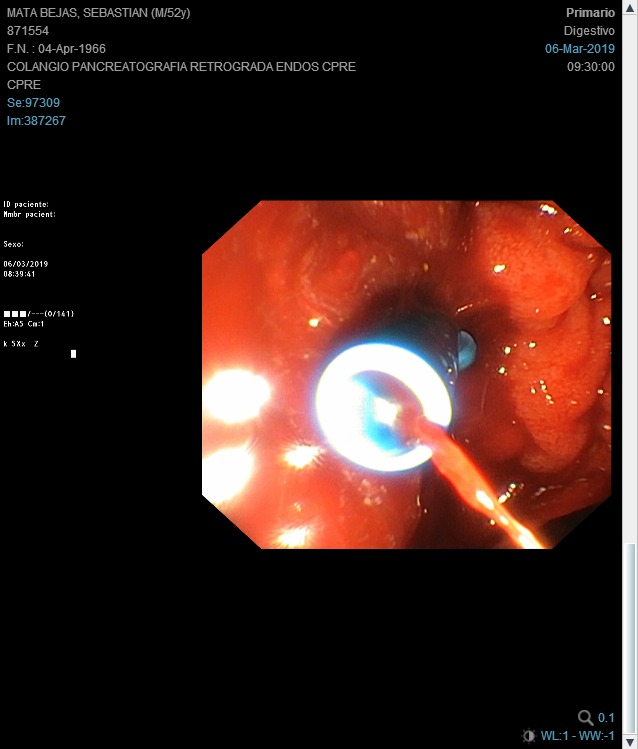 MATA BEJAS, SEBASTIAN (M/52y)
Primario
871554
Digestivo
F.N. : 04-Apr-1966
06-Mar-2019
COLANGIO PANCREATOGRAFIA RETROGRADA ENDOS CPRE
09:30:00
CPRE
Se:97309
Im:387267
ID paciente:
Nmbr pacient:
Sexo:
06/03/2019
08:39:41
/---(0/141)
Eh:A5 Cm:1
0.1
WL:1 - WW:-1